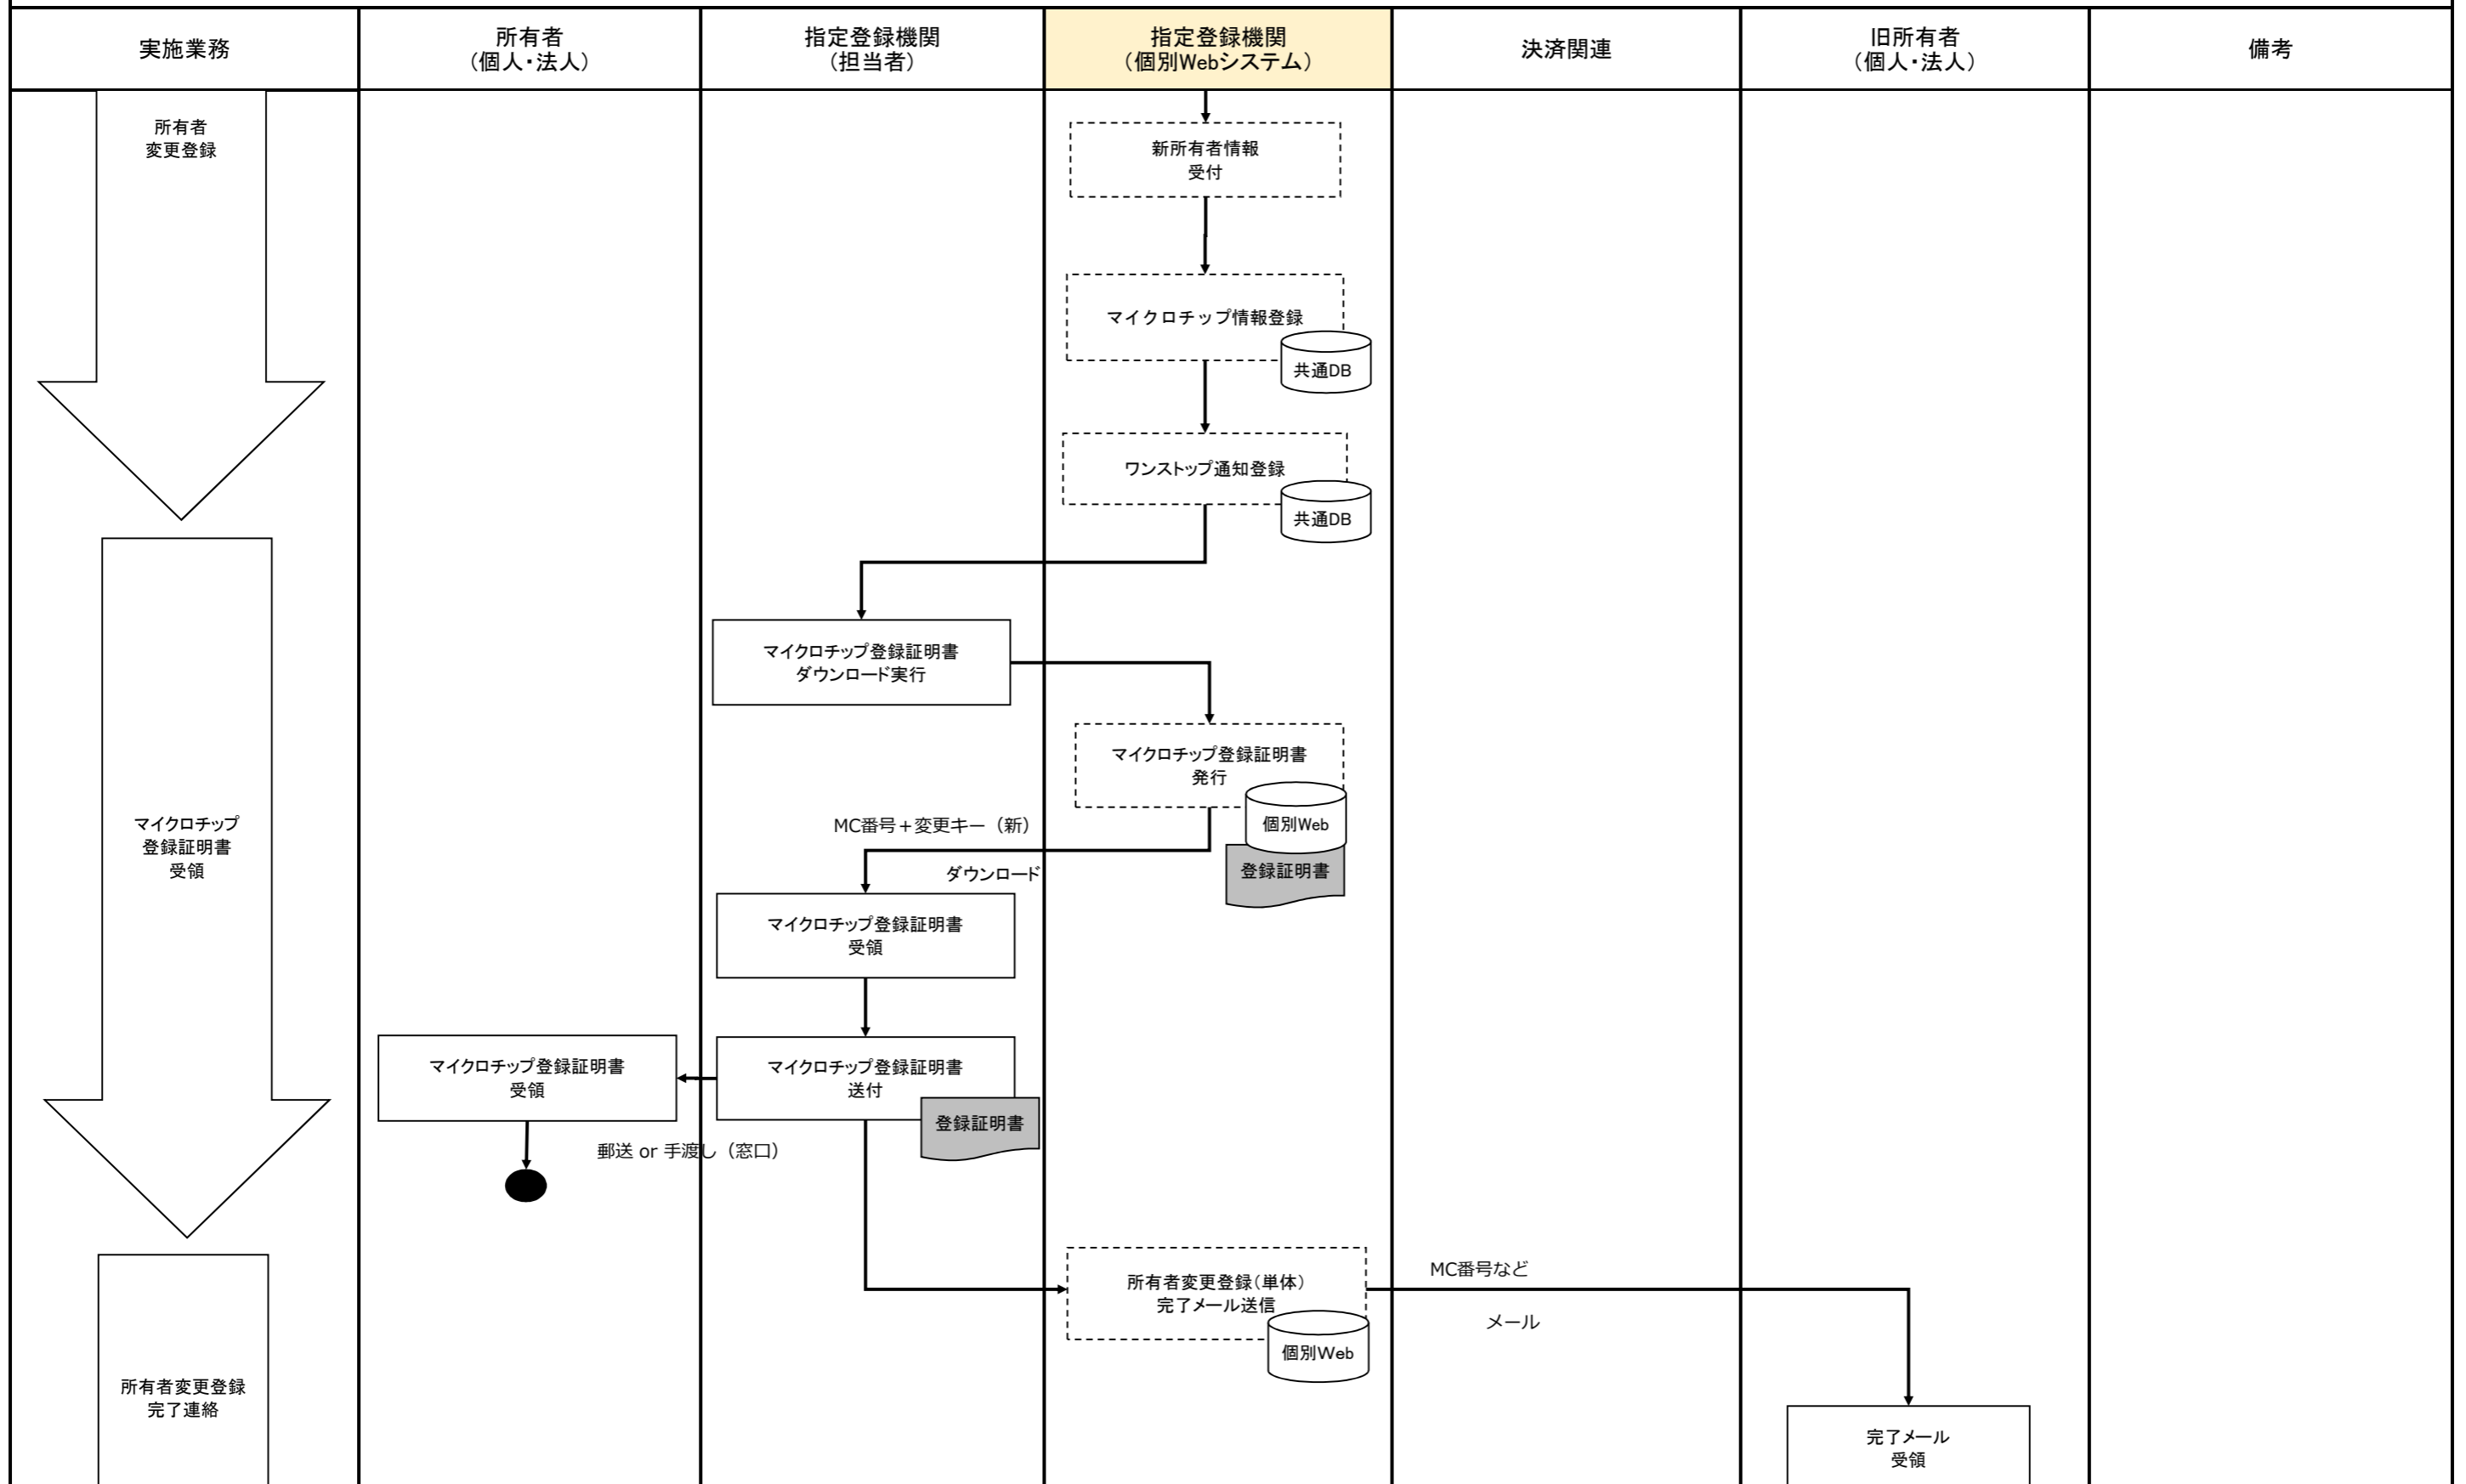 実施業務
所有者
（個人・法人）
指定登録機関
（担当者）
指定登録機関
（個別Webシステム）
決済関連
旧所有者
（個人・法人）
備考
所有者
変更登録
新所有者情報
受付
マイクロチップ情報登録
共通DB
ワンストップ通知登録
共通DB
マイクロチップ登録証明書
ダウンロード実行
マイクロチップ登録証明書
発行
個別Web
登録証明書
MC番号＋変更キー（新）
ダウンロード
マイクロチップ
登録証明書
受領
マイクロチップ登録証明書
受領
マイクロチップ登録証明書
受領
マイクロチップ登録証明書
送付
登録証明書
郵送 or 手渡し（窓口）
所有者変更登録（単体）
完了メール送信
個別Web
MC番号など
メール
所有者変更登録
完了連絡
完了メール
受領